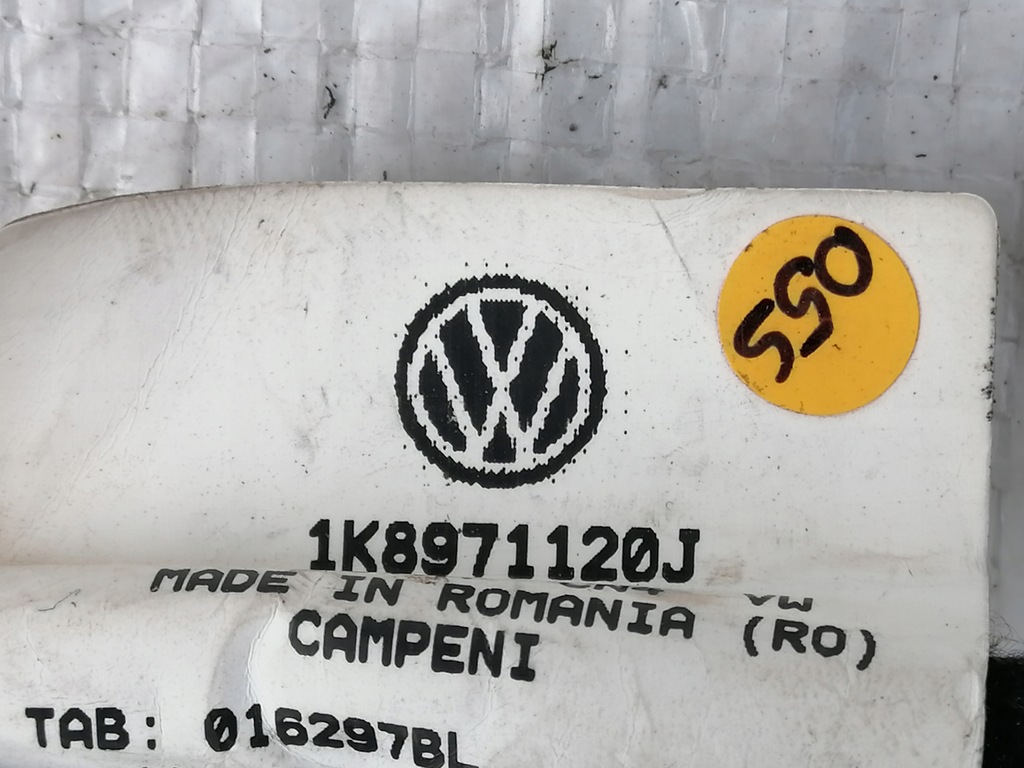 550
1K8971120J
MADE IN ROMANIA (RO)
CAMPENI
TAB: 016297BL